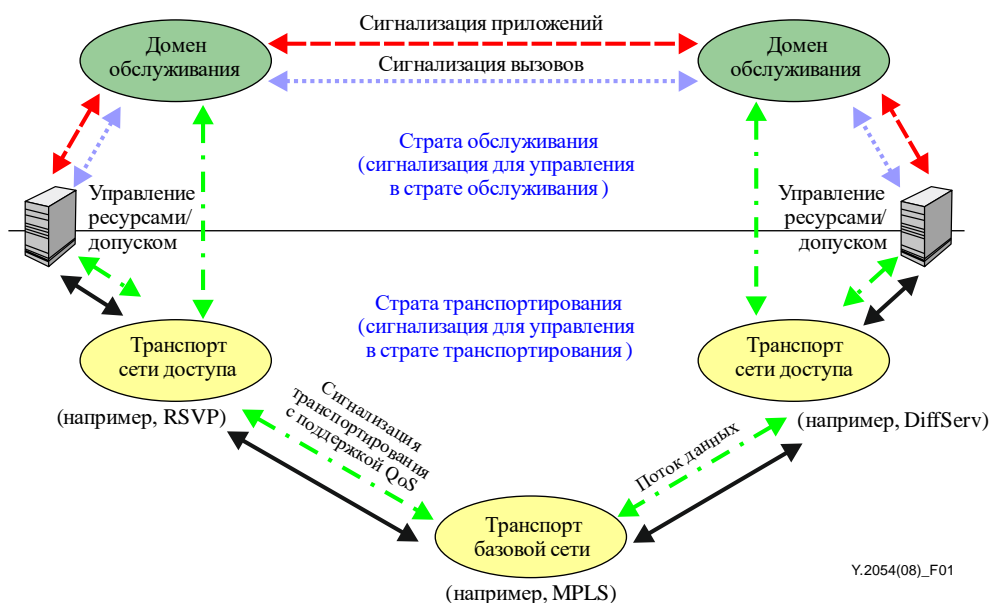 Сигнализация приложений
Домен
обслуживания
Сигнализация вызовов
Домен
обслуживания
Страта обслуживания
(сигнализация для управления
в страте обслуживания )
Управление
ресурсами/
допуском
Управление
ресурсами/
допуском
Страта транспортирования
(сигнализация для управления
в страте транспортирования )
Транспорт
сети доступа
(например, RSVP)
Транспорт
сети доступа
(например, DiffServ)
Сигнализация
транспортирования
с поддержкой QoS
Поток данных
Транспорт
базовой сети
(например, MPLS)
Y.2054(08)_F01